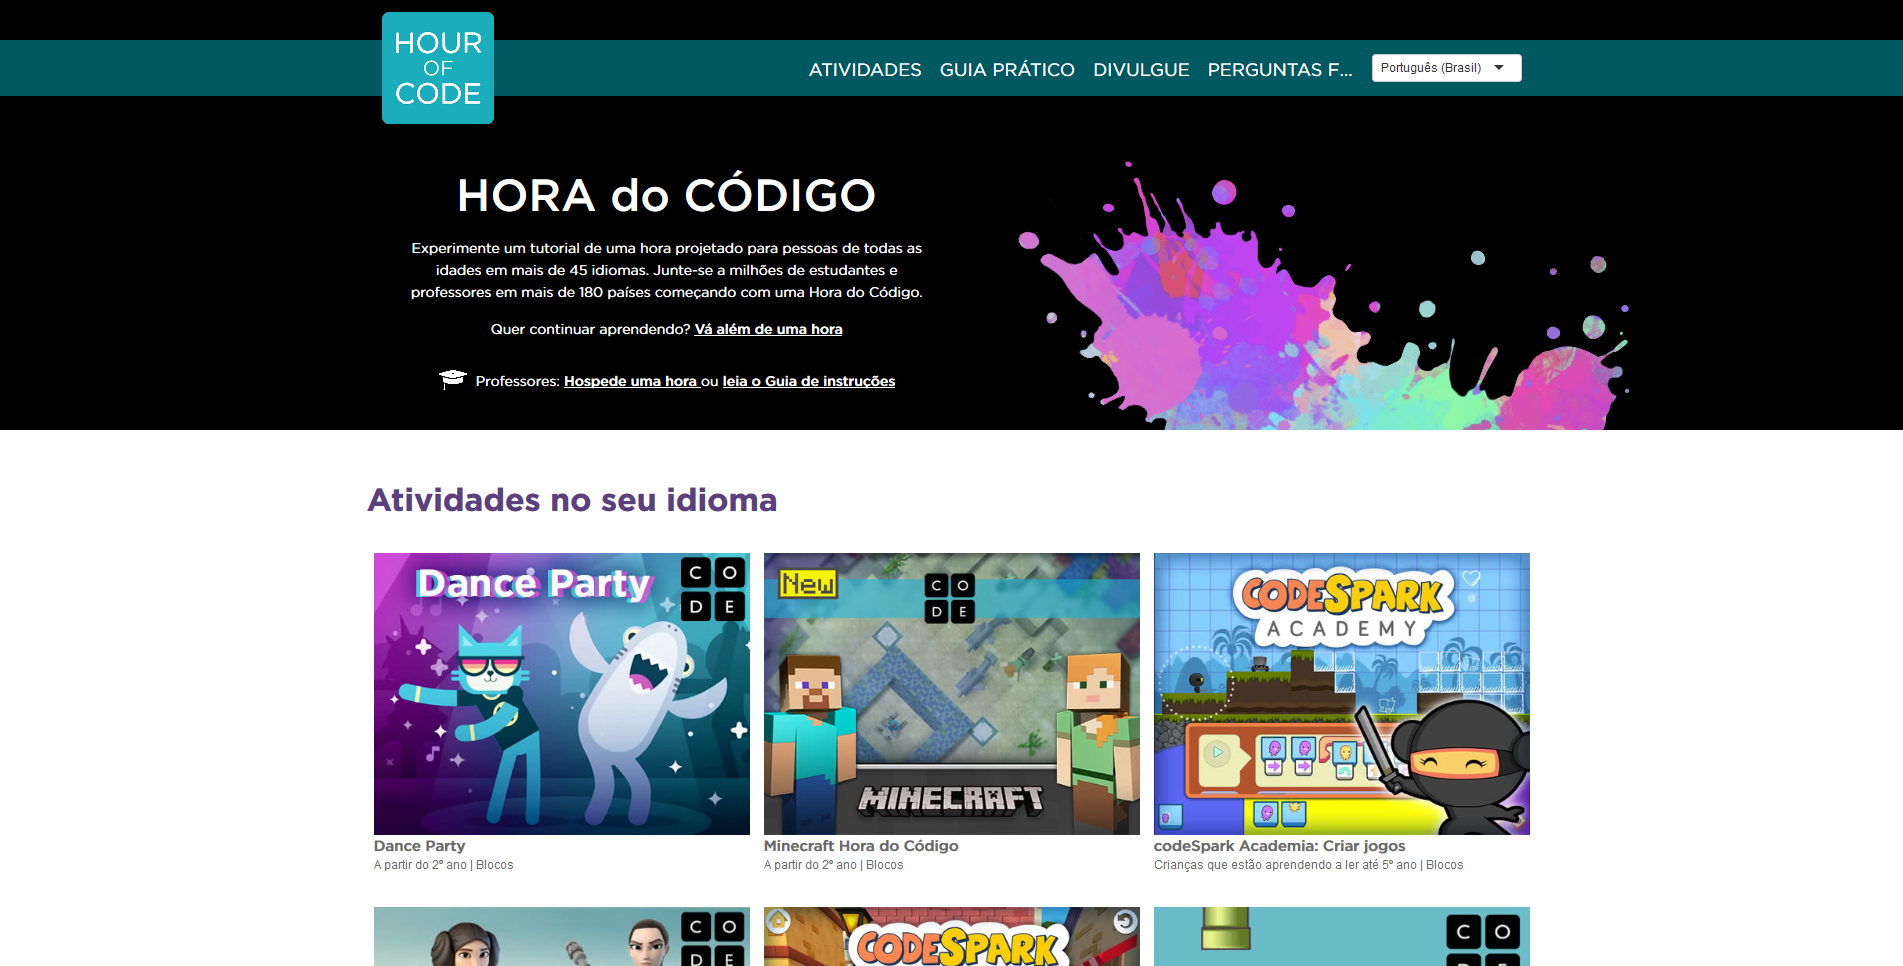 HOUR
OF
CODE
ATIVIDADES GUIA PRÁTICO DIVULGUE PERGUNTAS F... Português (Brasil)
HORA do CÓDIGO
Experimente um tutorial de uma hora projetado para pessoas de todas as
idades em mais de 45 idiomas. Junte-se a milhões de estudantes e
professores em mais de 180 países começando com uma Hora do Código.
Quer continuar aprendendo? Vá além de uma hora
Professores: Hospede uma hora ou leia o Guia de instruções
Atividades no seu idioma
Dance Party
C O
D E
New
C O
D E
MINECRAFT
CODESPARK
ACADEMY
Dance Party
A partir do 2º ano | Blocos
Minecraft Hora do Código
A partir do 2º ano | Blocos
codeSpark Academia: Criar jogos
Crianças que estão aprendendo a ler até 5º ano | Blocos
C O
D E
CODESPARK
C O
D E